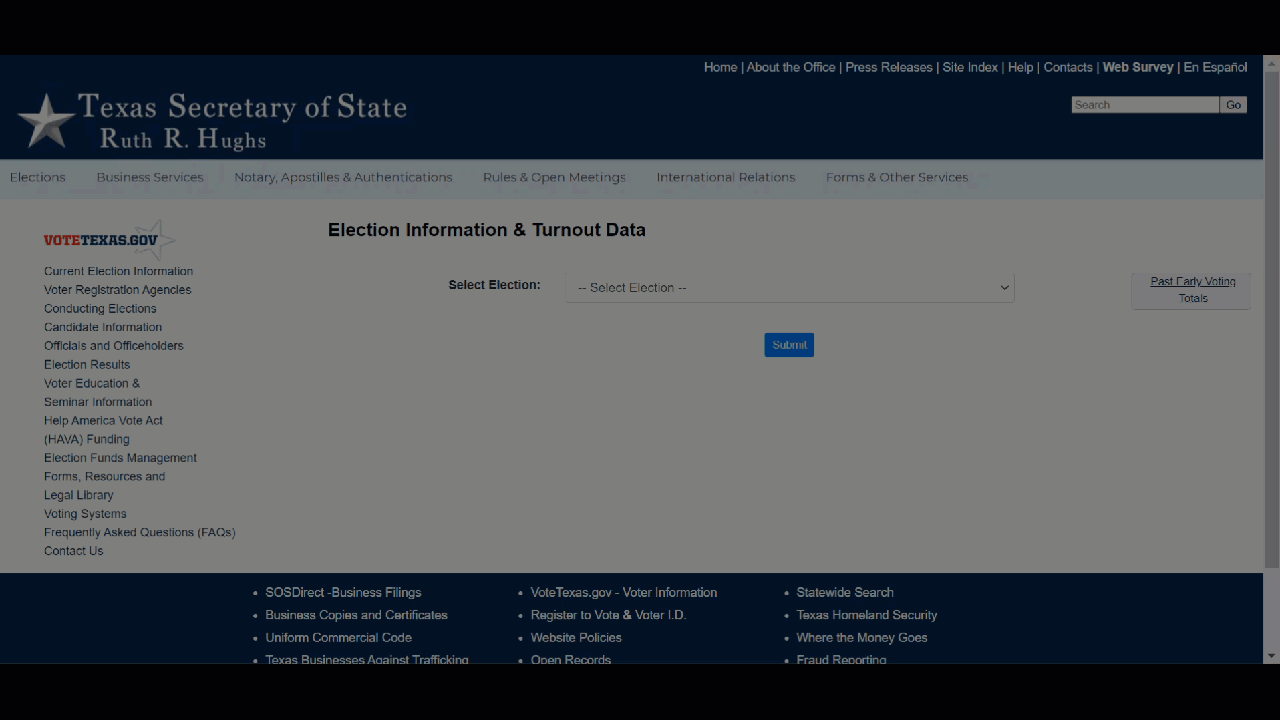 Home | About the Office | Press Releases | Site Index | Help | Contacts | Web Survey | En Español
Texas Secretary of State
Ruth R. Hughs
Search Go
Elections Business Services Notary, Apostilles & Authentications Rules & Open Meetings International Relations Forms & Other Services
VOTETEXAS.GOV
Current Election Information
Voter Registration Agencies
Conducting Elections
Candidate Information
Officials and Officeholders
Election Results
Voter Education &
Seminar Information
Help America Vote Act
(HAVA) Funding
Election Funds Management
Forms, Resources and
Legal Library
Voting Systems
Frequently Asked Questions (FAQs)
Contact Us
Election Information & Turnout Data
Select Election: -- Select Election --
Past Early Voting
Totals
Submit
SOSDirect -Business Filings
Business Copies and Certificates
Uniform Commercial Code
Texas Businesses Against Trafficking
VoteTexas.gov - Voter Information
Register to Vote & Voter I.D.
Website Policies
Open Records
Statewide Search
Texas Homeland Security
Where the Money Goes
Fraud Reporting